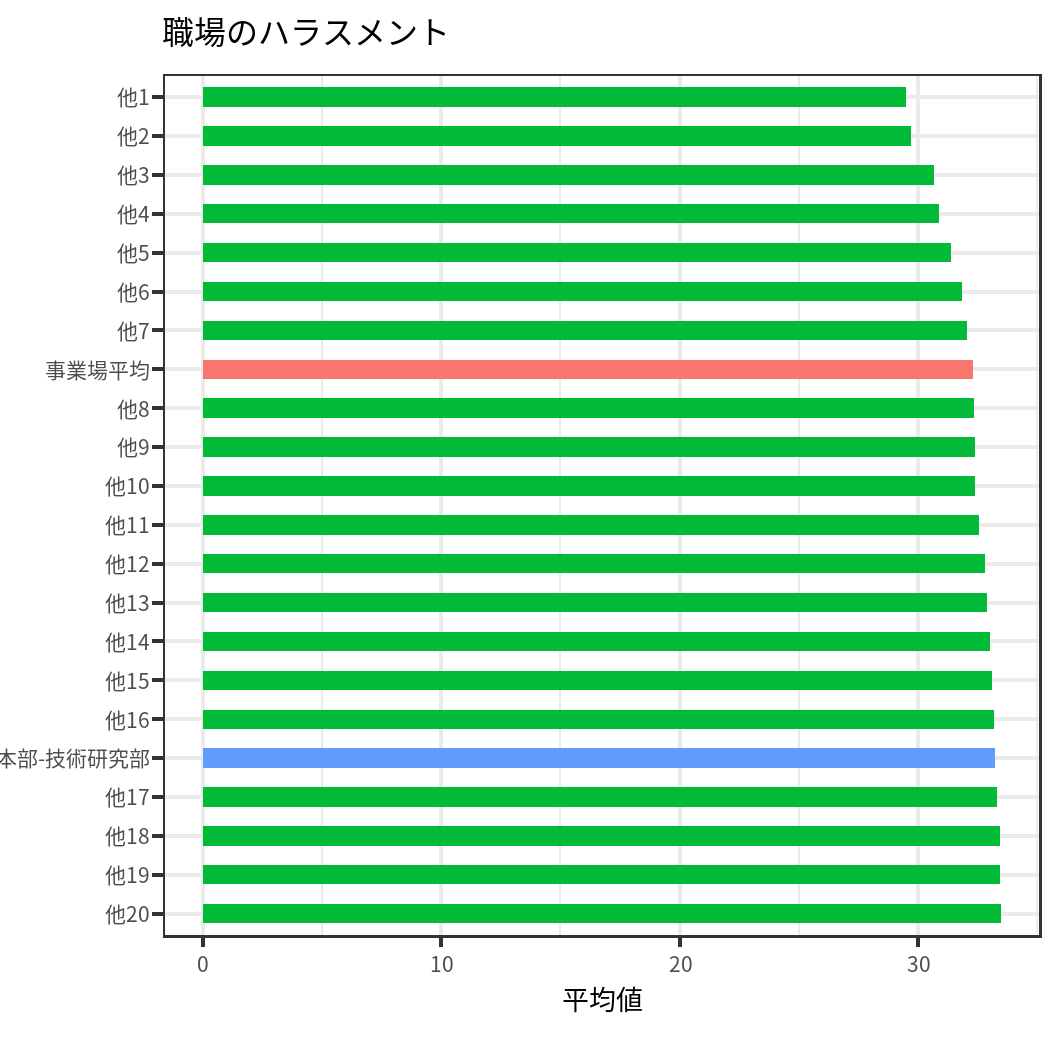 職場のハラスメント
他1
他2
他3
他4
他5
他6
他7
事業場平均
他8
他9
他10
他11
他12
他13
他14
他15
他16
本部-技術研究部
他17
他18
他19
他20
0 10 20 30
平均値